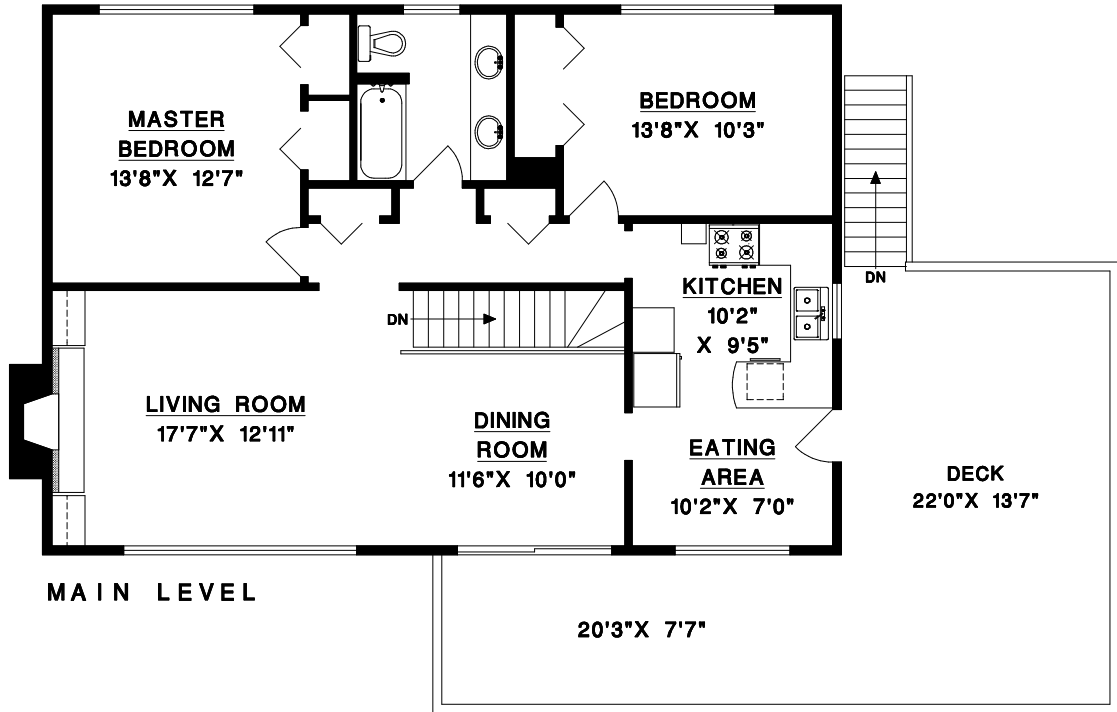 MASTER
BEDROOM
13'8"X 12'7"
BEDROOM
13'8"X 10'3"
DN
KITCHEN
10'2"
X 9'5"
DN
LIVING ROOM
17'7"X 12'11"
DINING
ROOM
11'6"X 10'0"
EATING
AREA
10'2"X 7'0"
DECK
22'0"X 13'7"
MAIN LEVEL
20'3"X 7'7"